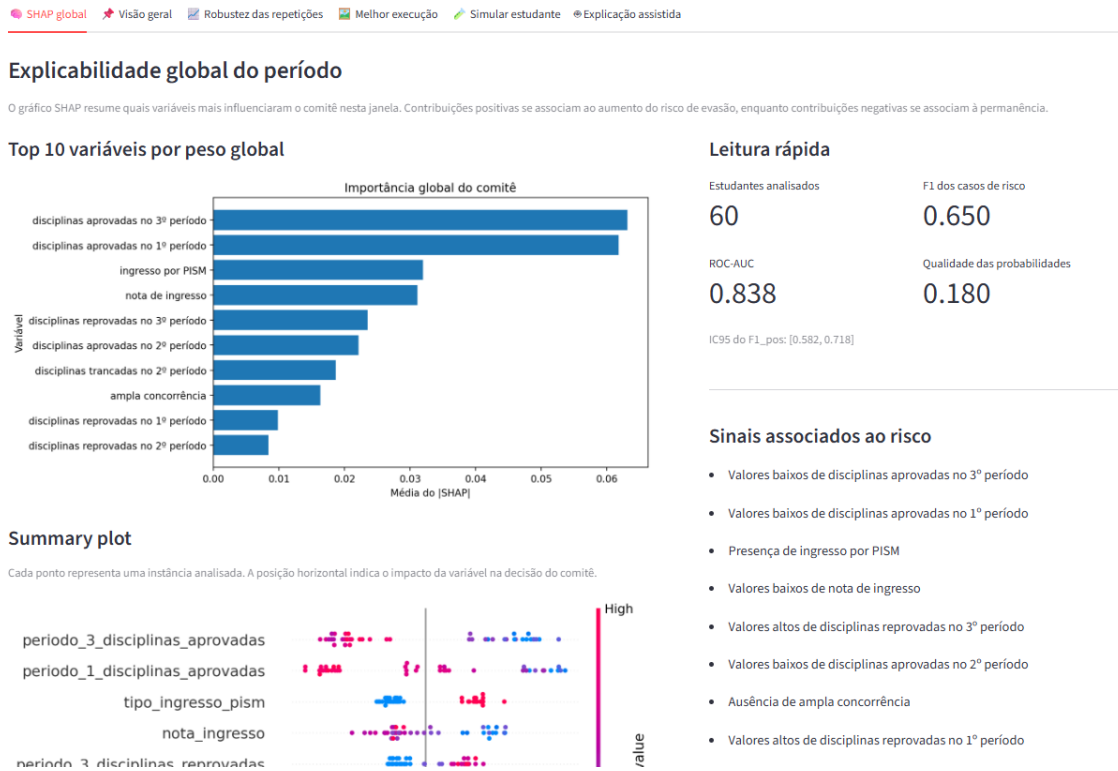 SHAP global
Visão geral
Robustez das repetições
Melhor execução
Simular estudante
Explicação assistida
Explicabilidade global do período
O gráfico SHAP resume quais variáveis mais influenciaram o comitê nesta janela. Contribuições positivas se associam ao aumento do risco de evasão, enquanto contribuições negativas se associam à permanência.
Top 10 variáveis por peso global
Importância global do comitê
Variável
disciplinas aprovadas no 3º período
disciplinas aprovadas no 1º período
ingresso por PISM
nota de ingresso
disciplinas reprovadas no 3º período
disciplinas aprovadas no 2º período
disciplinas trancadas no 2º período
ampla concorrência
disciplinas reprovadas no 1º período
disciplinas reprovadas no 2º período
0.00 0.01 0.02 0.03 0.04 0.05 0.06
Média do |SHAP|
Summary plot
Cada ponto representa uma instância analisada. A posição horizontal indica o impacto da variável na decisão do comitê.
High
periodo_3_disciplinas_aprovadas
periodo_1_disciplinas_aprovadas
tipo_ingresso_pism
nota_ingresso
periodo_3_disciplinas_reprovadas
value
Leitura rápida
Estudantes analisados
60
F1 dos casos de risco
0.650
ROC-AUC
0.838
Qualidade das probabilidades
0.180
IC95 do F1_pos: [0.582, 0.718]
Sinais associados ao risco
Valores baixos de disciplinas aprovadas no 3º período
Valores baixos de disciplinas aprovadas no 1º período
Presença de ingresso por PISM
Valores baixos de nota de ingresso
Valores altos de disciplinas reprovadas no 3º período
Valores baixos de disciplinas aprovadas no 2º período
Ausência de ampla concorrência
Valores altos de disciplinas reprovadas no 1º período